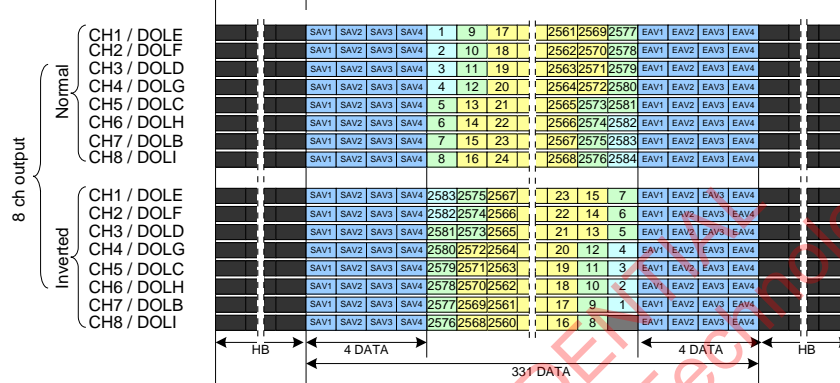 8 ch output
Normal
CH1 / DOLE SAV1 SAV2 SAV3 SAV4 1 9 17 2561 2569 2577 EAV1 EAV2 EAV3 EAV4
CH2 / DOLF SAV1 SAV2 SAV3 SAV4 2 10 18 2562 2570 2578 EAV1 EAV2 EAV3 EAV4
CH3 / DOLD SAV1 SAV2 SAV3 SAV4 3 11 19 2563 2571 2579 EAV1 EAV2 EAV3 EAV4
CH4 / DOLG SAV1 SAV2 SAV3 SAV4 4 12 20 2564 2572 2580 EAV1 EAV2 EAV3 EAV4
CH5 / DOLC SAV1 SAV2 SAV3 SAV4 5 13 21 2565 2573 2581 EAV1 EAV2 EAV3 EAV4
CH6 / DOLH SAV1 SAV2 SAV3 SAV4 6 14 22 2566 2574 2582 EAV1 EAV2 EAV3 EAV4
CH7 / DOLB SAV1 SAV2 SAV3 SAV4 7 15 23 2567 2575 2583 EAV1 EAV2 EAV3 EAV4
CH8 / DOLI SAV1 SAV2 SAV3 SAV4 8 16 24 2568 2576 2584 EAV1 EAV2 EAV3 EAV4
Inverted
CH1 / DOLE SAV1 SAV2 SAV3 SAV4 2583 2575 2567 23 15 7 EAV1 EAV2 EAV3 EAV4
CH2 / DOLF SAV1 SAV2 SAV3 SAV4 2582 2574 2566 22 14 6 EAV1 EAV2 EAV3 EAV4
CH3 / DOLD SAV1 SAV2 SAV3 SAV4 2581 2573 2565 21 13 5 EAV1 EAV2 EAV3 EAV4
CH4 / DOLG SAV1 SAV2 SAV3 SAV4 2580 2572 2564 20 12 4 EAV1 EAV2 EAV3 EAV4
CH5 / DOLC SAV1 SAV2 SAV3 SAV4 2579 2571 2563 19 11 3 EAV1 EAV2 EAV3 EAV4
CH6 / DOLH SAV1 SAV2 SAV3 SAV4 2578 2570 2562 18 10 2 EAV1 EAV2 EAV3 EAV4
CH7 / DOLB SAV1 SAV2 SAV3 SAV4 2577 2569 2561 17 9 1 EAV1 EAV2 EAV3 EAV4
CH8 / DOLI SAV1 SAV2 SAV3 SAV4 2576 2568 2560 16 8 EAV1 EAV2 EAV3 EAV4
HB 4 DATA 4 DATA HB
331 DATA